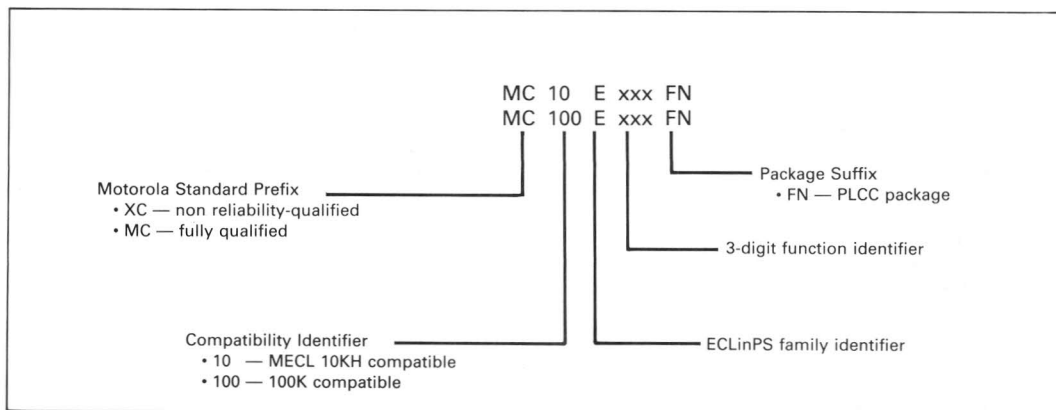 MC 10 E xxx FN
MC 100 E xxx FN
Motorola Standard Prefix
• XC — non reliability-qualified
• MC — fully qualified
Package Suffix
• FN — PLCC package
3-digit function identifier
Compatibility Identifier
• 10 — MECL 10KH compatible
• 100 — 100K compatible
ECLinPS family identifier